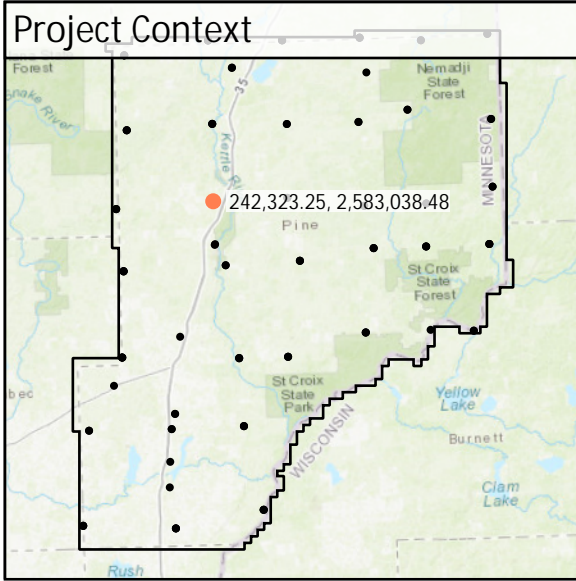 Project Context
Forest
Nemadji
State
Forest
Snake River
35
Kettle Ri
MINNESOTA
242,323.25, 2,583,038.48
Pine
St Croix
State
Forest
St Croix
State
Park
bec
WISCONSIN
Yellow
Lake
Burnett
Clam
Lake
Rush